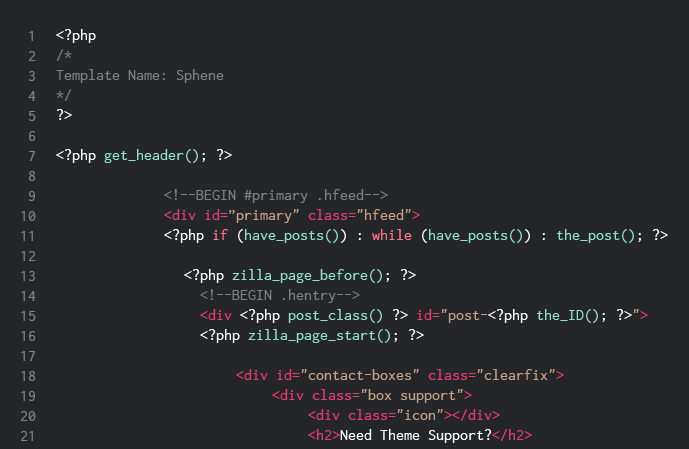 1 <?php
2 /*
3 Template Name: Sphene
4 */
5 ?>
6
7 <?php get_header(); ?>
8
9 <!--BEGIN #primary .hfeed-->
10 <div id=”primary" class="hfeed">
11 <?php if (have_posts()) : while (have_posts()) : the_post(); ?>
12
13 <?php zilla_page_before(); ?>
14 <!--BEGIN .hentry-->
15 <div <?php post_class() ?> id="post-<?php the_ID(); ?>">
16 <?php zilla_page_start(); ?>
17
18 <div id="contact-boxes" class="clearfix">
19 <div class="box support">
20 <div class="icon"></div>
21 <h2>Need Theme Support?</h2>